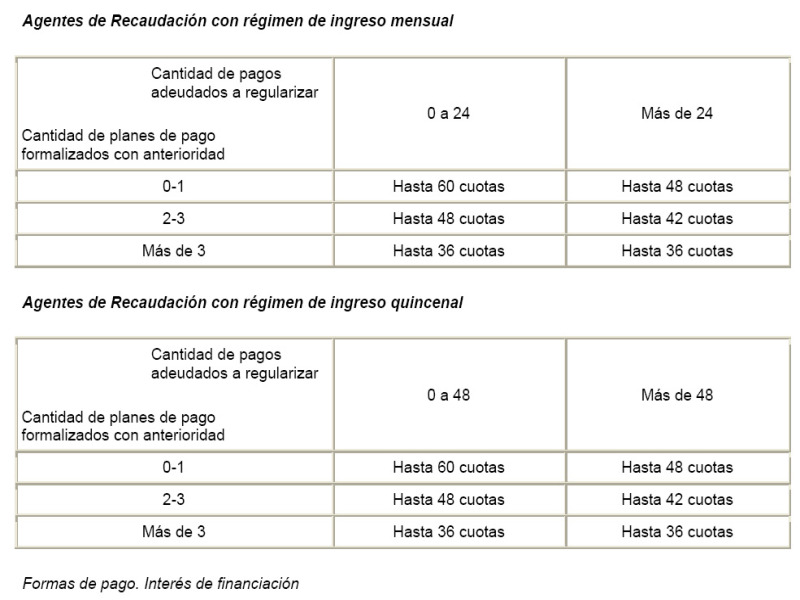 Agentes de Recaudación con régimen de ingreso mensual
Cantidad de pagos
adeudados a regularizar
Cantidad de planes de pago
formalizados con anterioridad
0 a 24
Más de 24
0-1
Hasta 60 cuotas
Hasta 48 cuotas
2-3
Hasta 48 cuotas
Hasta 42 cuotas
Más de 3
Hasta 36 cuotas
Hasta 36 cuotas
Agentes de Recaudación con régimen de ingreso quincenal
Cantidad de pagos
adeudados a regularizar
Cantidad de planes de pago
formalizados con anterioridad
0 a 48
Más de 48
0-1
Hasta 60 cuotas
Hasta 48 cuotas
2-3
Hasta 48 cuotas
Hasta 42 cuotas
Más de 3
Hasta 36 cuotas
Hasta 36 cuotas
Formas de pago. Interés de financiación